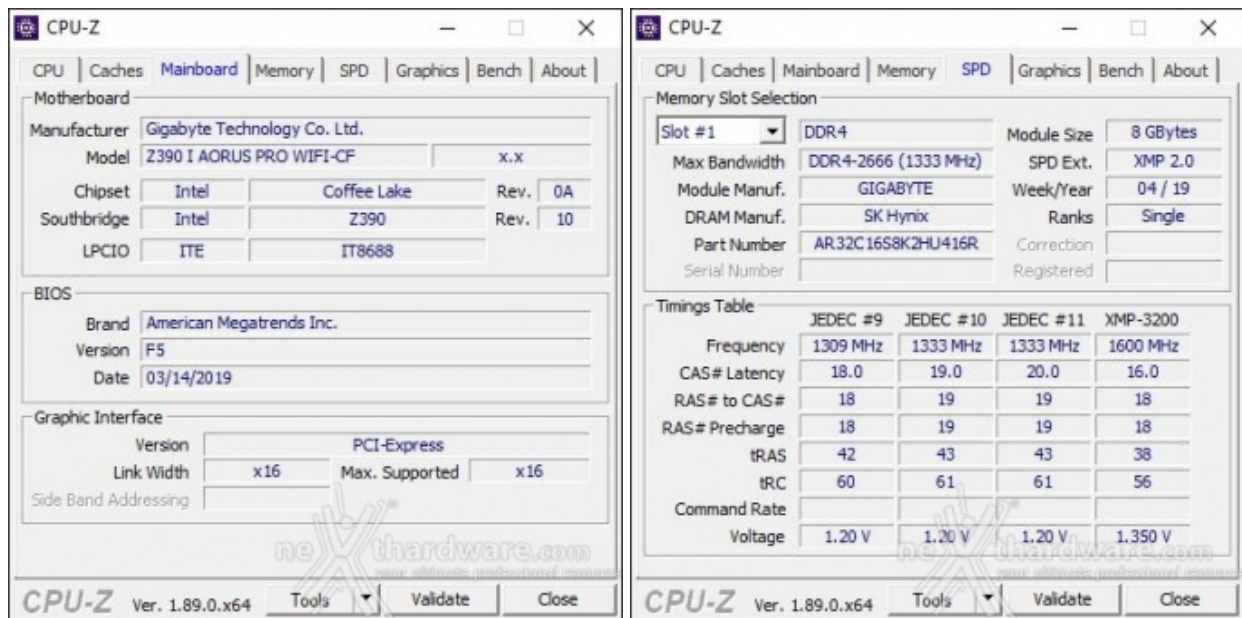 CPU-Z
CPU Caches Mainboard Memory SPD Graphics Bench About
Motherboard
Manufacturer Gigabyte Technology Co. Ltd.
Model Z390 I AORUS PRO WIFI-CF x.x
Chipset Intel Coffee Lake Rev. 0A
Southbridge Intel Z390 Rev. 10
LPCIO ITE IT8688
BIOS
Brand American Megatrends Inc.
Version F5
Date 03/14/2019
Graphic Interface
Version PCI-Express
Link Width x16 Max. Supported x16
Side Band Addressing
nexthardware.com
your ultimate professional resource
CPU-Z Ver. 1.89.0.x64 Tools Validate Close
CPU-Z
CPU Caches Mainboard Memory SPD Graphics Bench About
Memory Slot Selection
Slot #1 DDR4 Module Size 8 GBytes
Max Bandwidth DDR4-2666 (1333 MHz) SPD Ext. XMP 2.0
Module Manuf. GIGABYTE Week/Year 04 / 19
DRAM Manuf. SK Hynix Ranks Single
Part Number AR32C16S8K2HU416R Correction
Serial Number Registered
Timings Table
JEDEC #9 JEDEC #10 JEDEC #11 XMP-3200
Frequency 1309 MHz 1333 MHz 1333 MHz 1600 MHz
CAS# Latency 18.0 19.0 20.0 16.0
RAS# to CAS# 18 19 19 18
RAS# Precharge 18 19 19 18
tRAS 42 43 43 38
tRC 60 61 61 56
Command Rate
Voltage 1.20 V 1.20 V 1.20 V 1.350 V
nexthardware.com
your ultimate professional resource
CPU-Z Ver. 1.89.0.x64 Tools Validate Close